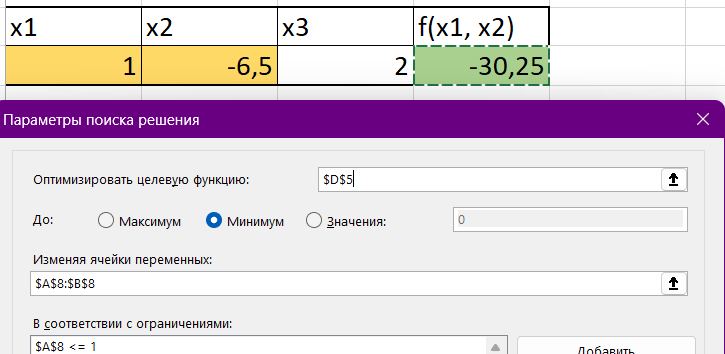 x1 x2 x3 f(x1, x2)
1 -6,5 2 -30,25
Параметры поиска решения
Оптимизировать целевую функцию: $D$5
До: Максимум Минимум Значения: 0
Изменяя ячейки переменных:
$A$8:$B$8
В соответствии с ограничениями:
$A$8 <= 1
Добавить